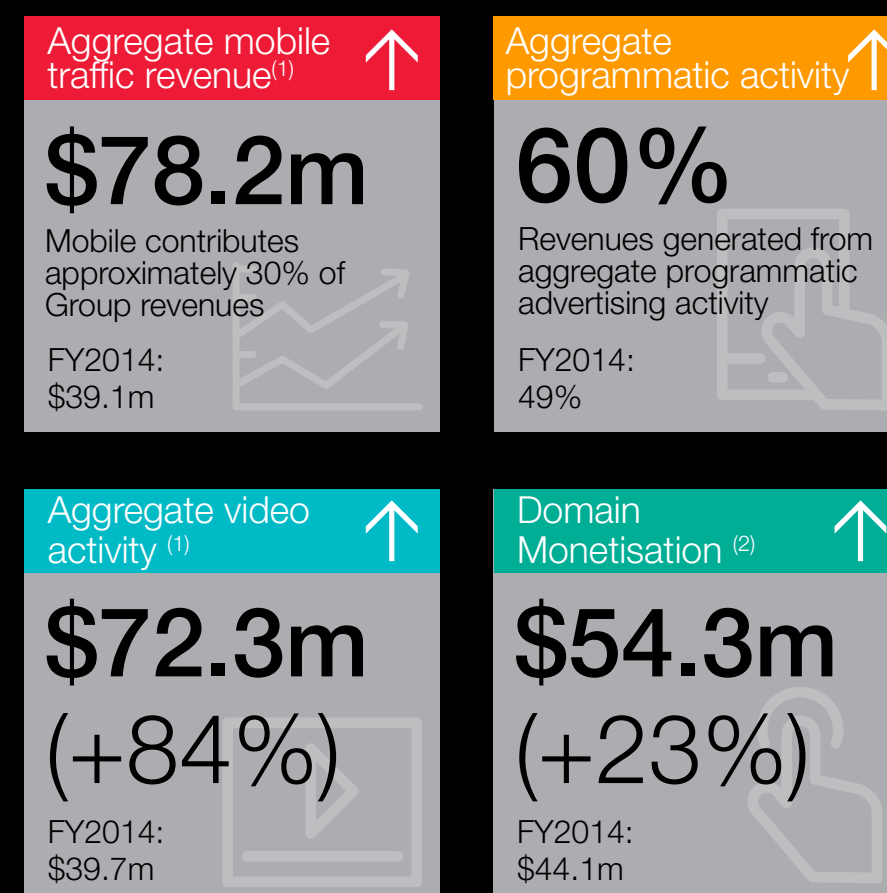 Aggregate mobile
traffic revenue(1)
$78.2m
Mobile contributes
approximately 30% of
Group revenues
FY2014:
$39.1m
Aggregate
programmatic activity
60%
Revenues generated from
aggregate programmatic
advertising activity
FY2014:
49%
Aggregate video
activity (1)
$72.3m
(+84%)
FY2014:
$39.7m
Domain
Monetisation (2)
$54.3m
(+23%)
FY2014:
$44.1m